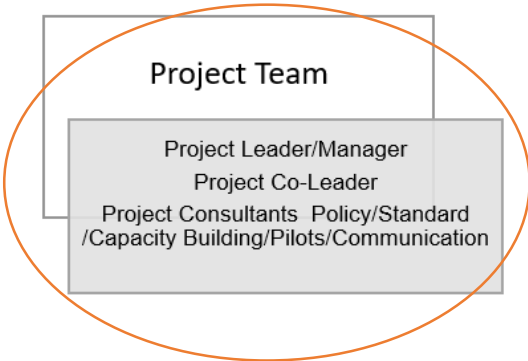 Project Team
Project Leader/Manager
Project Co-Leader
Project Consultants  Policy/Standard
/Capacity Building/Pilots/Communication